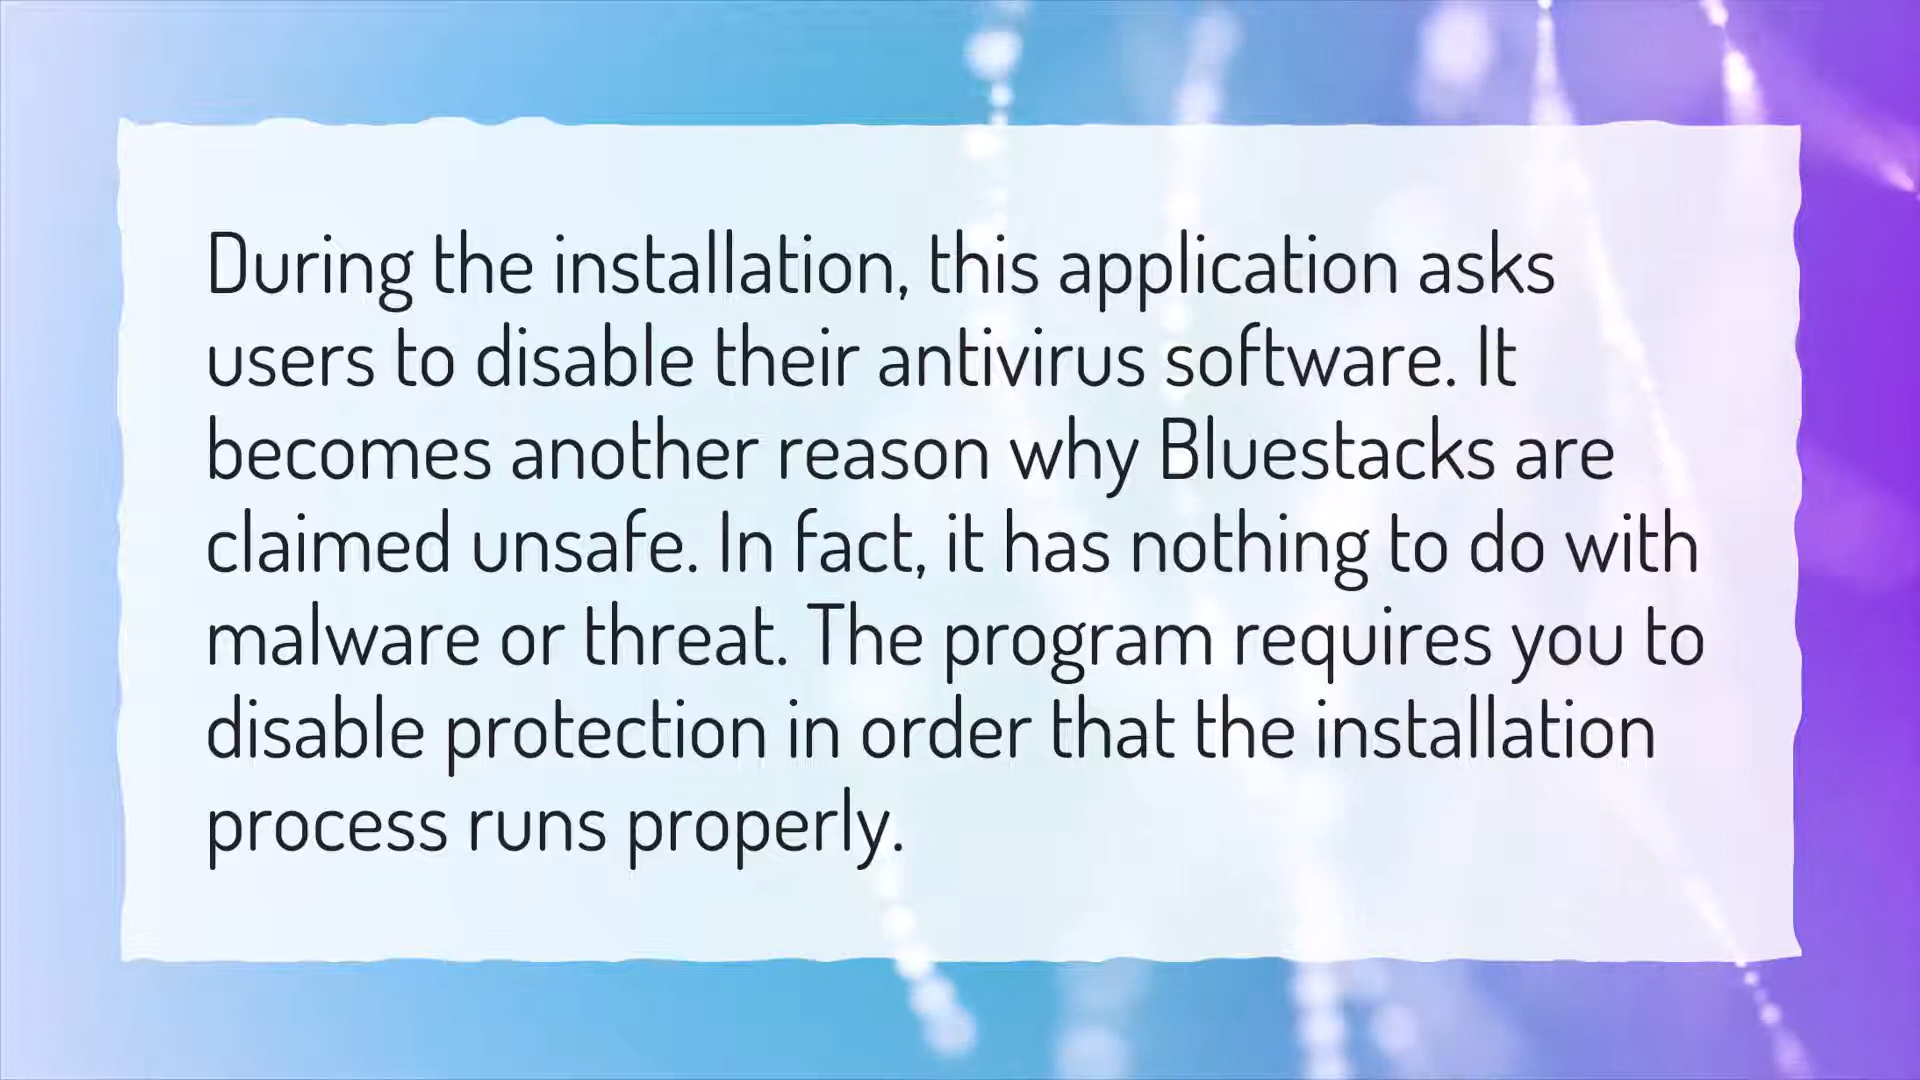 During the installation, this application asks
users to disable their antivirus software. It
becomes another reason why Bluestacks are
claimed unsafe. In fact, it has nothing to do with
malware or threat. The program requires you to
disable protection in order that the installation
process runs properly.